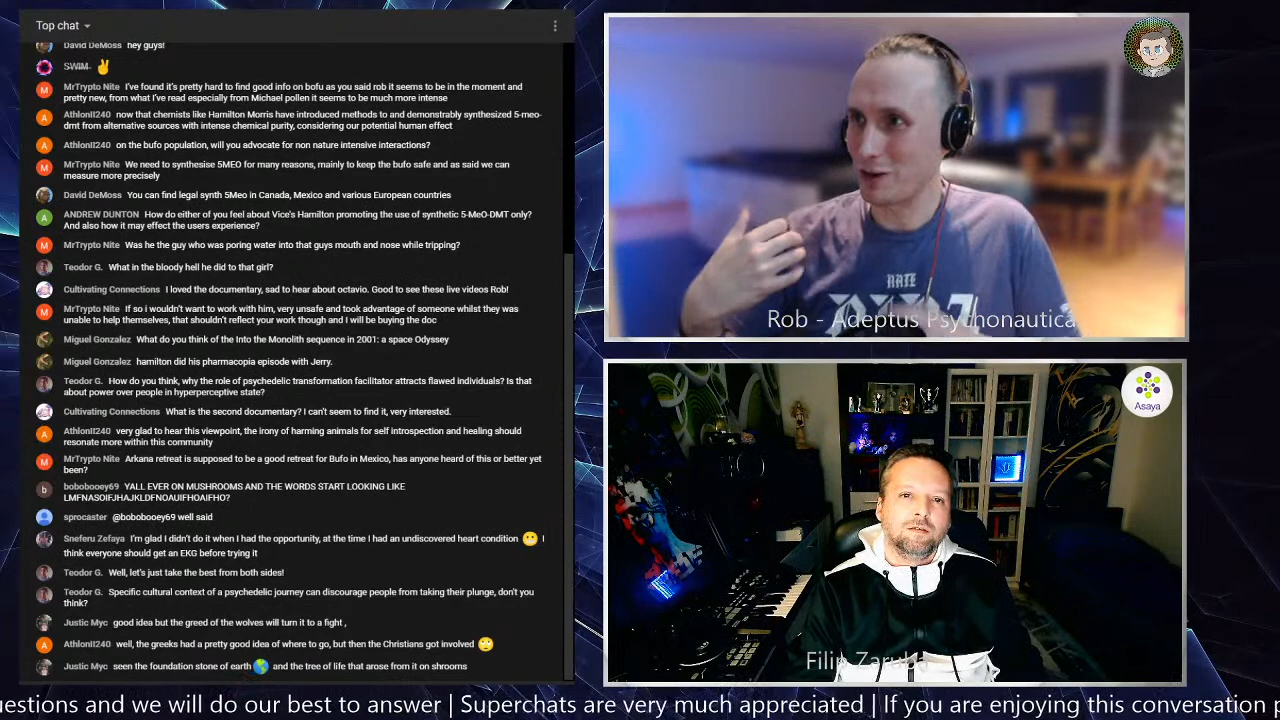 Top chat
David DeMoss hey guys!
SWIM-
MrTrypto Nite I've found it's pretty hard to find good info on bofu as you said rob it seems to be in the moment and
pretty new, from what I've read especially from Michael pollen it seems to be much more intense
AthlonII240 now that chemists like Hamilton Morris have introduced methods to and demonstrably synthesized 5-meo-
dmt from alternative sources with intense chemical purity, considering our potential human effect
AthlonII240 on the bufo population, will you advocate for non nature intensive interactions?
MrTrypto Nite We need to synthesise 5MEO for many reasons, mainly to keep the bufo safe and as said we can
measure more precisely
David DeMoss You can find legal synth 5Meo in Canada, Mexico and various European countries
ANDREW DUNTON How do either of you feel about Vice's Hamilton promoting the use of synthetic 5-MeO-DMT only?
And also how it may effect the users experience?
MrTrypto Nite Was he the guy who was poring water into that guys mouth and nose while tripping?
Teodor G. What in the bloody hell he did to that girl?
Cultivating Connections I loved the documentary, sad to hear about octavio. Good to see these live videos Rob!
MrTrypto Nite If so i wouldn't want to work with him, very unsafe and took advantage of someone whilst they was
unable to help themselves, that shouldn't reflect your work though and I will be buying the doc
Miguel Gonzalez What do you think of the Into the Monolith sequence in 2001: a space Odyssey
Miguel Gonzalez hamilton did his pharmacopia episode with Jerry.
Teodor G. How do you think, why the role of psychedelic transformation facilitator attracts flawed individuals? Is that
about power over people in hyperperceptive state?
Cultivating Connections What is the second documentary? I can't seem to find it, very interested.
AthlonII240 very glad to hear this viewpoint, the irony of harming animals for self introspection and healing should
resonate more within this community
MrTrypto Nite Arkana retreat is supposed to be a good retreat for Bufo in Mexico, has anyone heard of this or better yet
been?
bobobooey69 YALL EVER ON MUSHROOMS AND THE WORDS START LOOKING LIKE
LMFNASOIFJHAJKLDFNOAUIFHOAIFHO?
sprocaster @bobobooey69 well said
Sneferu Zefaya I'm glad I didn't do it when I had the opportunity, at the time I had an undiscovered heart condition 😬 I
think everyone should get an EKG before trying it
Teodor G. Well, let's just take the best from both sides!
Teodor G. Specific cultural context of a psychedelic journey can discourage people from taking their plunge, don't you
think?
Justic Myc good idea but the greed of the wolves will turn it to a fight ,
AthlonII240 well, the greeks had a pretty good idea of where to go, but then the Christians got involved 🙄
Justic Myc seen the foundation stone of earth 🌎 and the tree of life that arose from it on shrooms
HATE
Rob - Adeptus Psychonautica
Asaya
Filip Zaruba
uestions and we will do our best to answer | Superchats are very much appreciated | If you are enjoying this conversation p